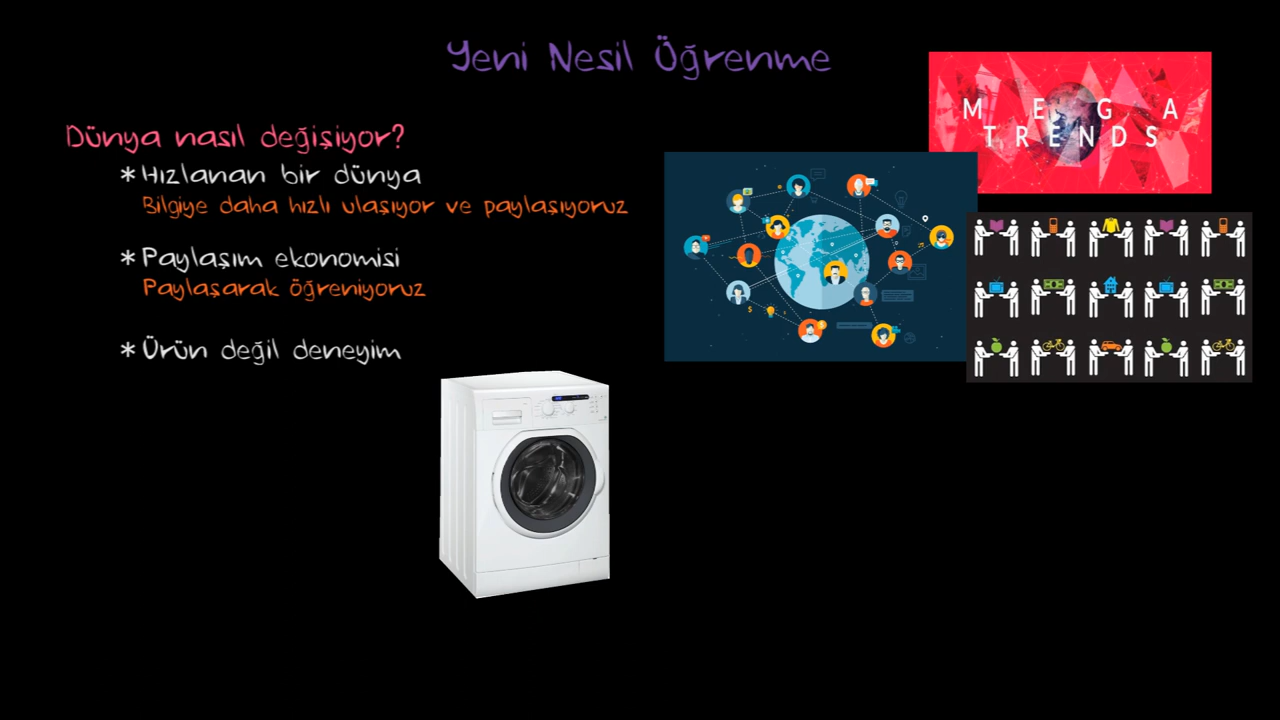 Yeni Nesil Öğrenme
MEGA
TRENDS
Dünya nasıl değişiyor?
*Hızlanan bir dünya
Bilgiye daha hızlı ulaşıyor ve paylaşıyoruz
*Paylaşım ekonomisi
Paylaşarak öğreniyoruz
*Ürün değil deneyim